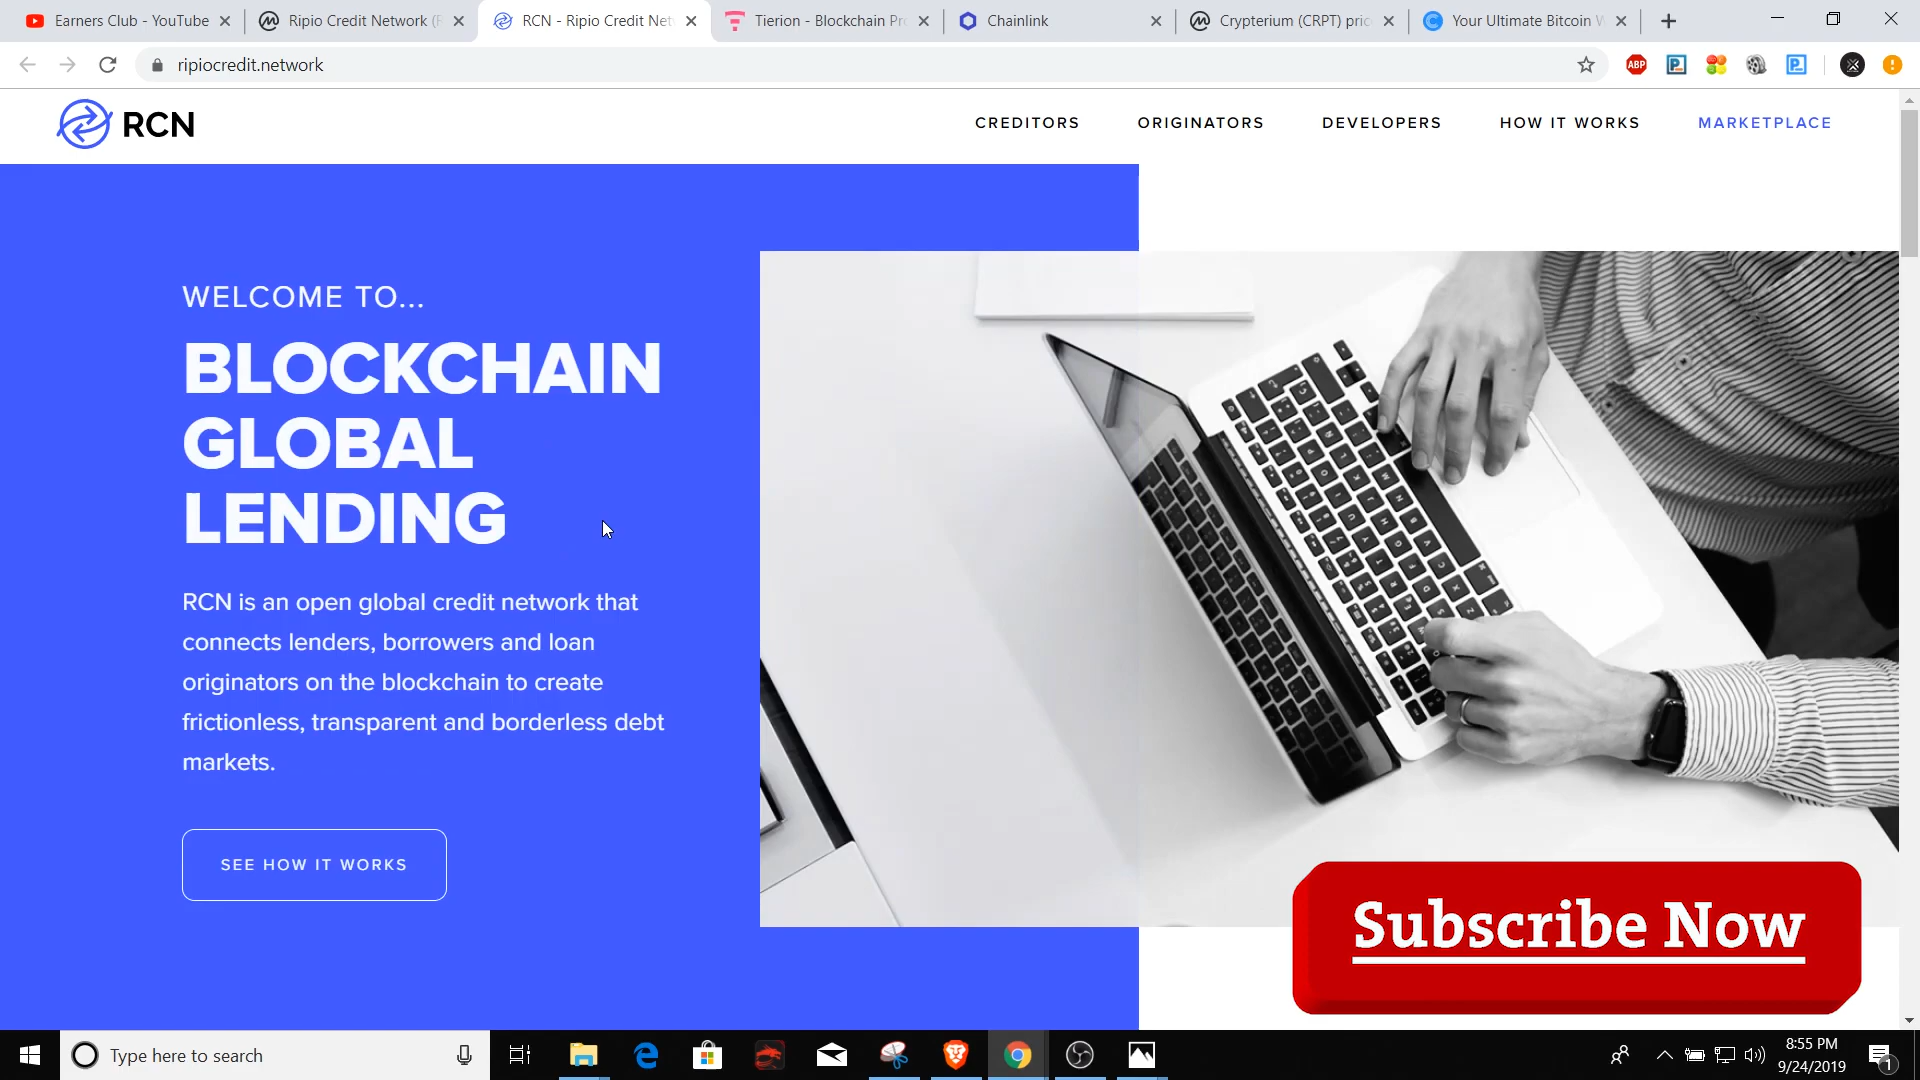 Earners Club - YouTube
Ripio Credit Network (R
RCN - Ripio Credit Net
Tierion - Blockchain Pro
Chainlink
Crypterium (CRPT) pric
Your Ultimate Bitcoin W
ripiocredit.network
ABP
RCN
CREDITORS
ORIGINATORS
DEVELOPERS
HOW IT WORKS
MARKETPLACE
WELCOME TO...
BLOCKCHAIN
GLOBAL
LENDING
RCN is an open global credit network that
connects lenders, borrowers and loan
originators on the blockchain to create
frictionless, transparent and borderless debt
markets.
SEE HOW IT WORKS
Subscribe Now
Type here to search
8:55 PM
9/24/2019
1